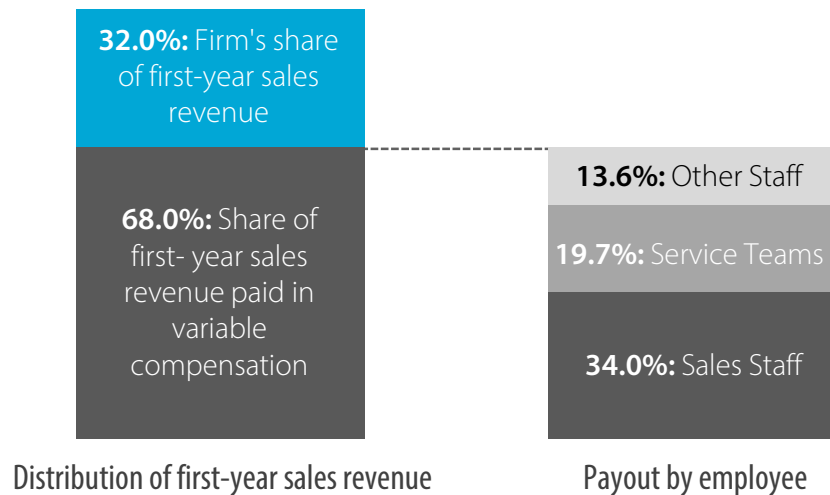 32.0%: Firm's share
of first-year sales
revenue
68.0%: Share of
first- year sales
revenue paid in
variable
compensation
13.6%: Other Staff
19.7%: Service Teams
34.0%: Sales Staff
Distribution of first-year sales revenue
Payout by employee